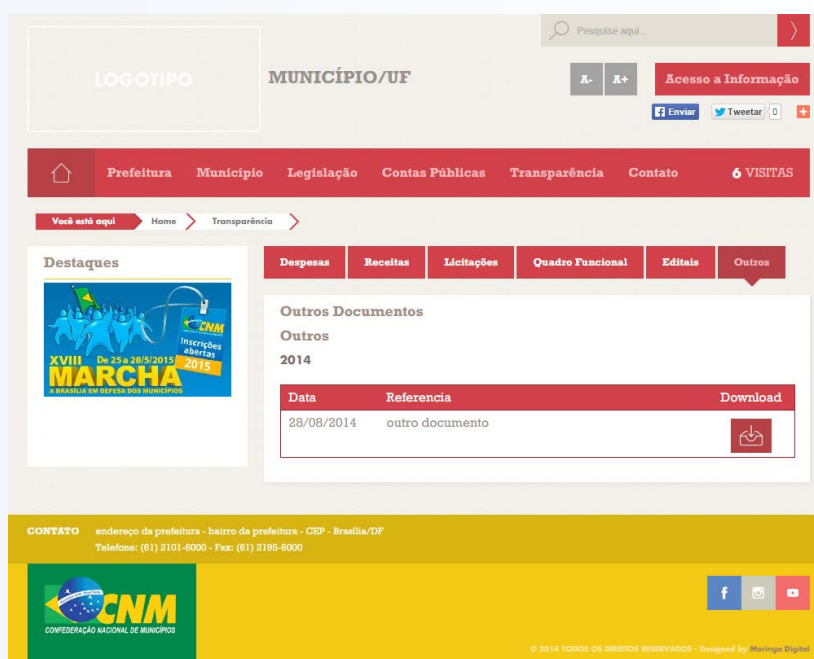 Pesquise aqui...
LOGOTIPO
MUNICÍPIO/UF
A-
A+
Acesso a Informação
Enviar
Tweetar
0
Prefeitura
Município
Legislação
Contas Públicas
Transparência
Contato
6 VISITAS
Você está aqui
Home
Transparência
Destaques
CNM
Inscrições
abertas
2015
XVIII
De 25 a 28/5/2015
MARCHA
A BRASÍLIA EM DEFESA DOS MUNICÍPIOS
Despesas
Receitas
Licitações
Quadro Funcional
Editais
Outros
Outros Documentos
Outros
2014
Data
Referencia
Download
28/08/2014
outro documento
CONTATO
endereço da prefeitura - bairro da prefeitura - CEP - Brasília/DF
Telefone: (61) 2101-6000 - Fax: (61) 2195-6000
CNM
CONFEDERAÇÃO NACIONAL DE MUNICÍPIOS
© 2014 TODOS OS DIREITOS RESERVADOS - Designed by Moringa Digital